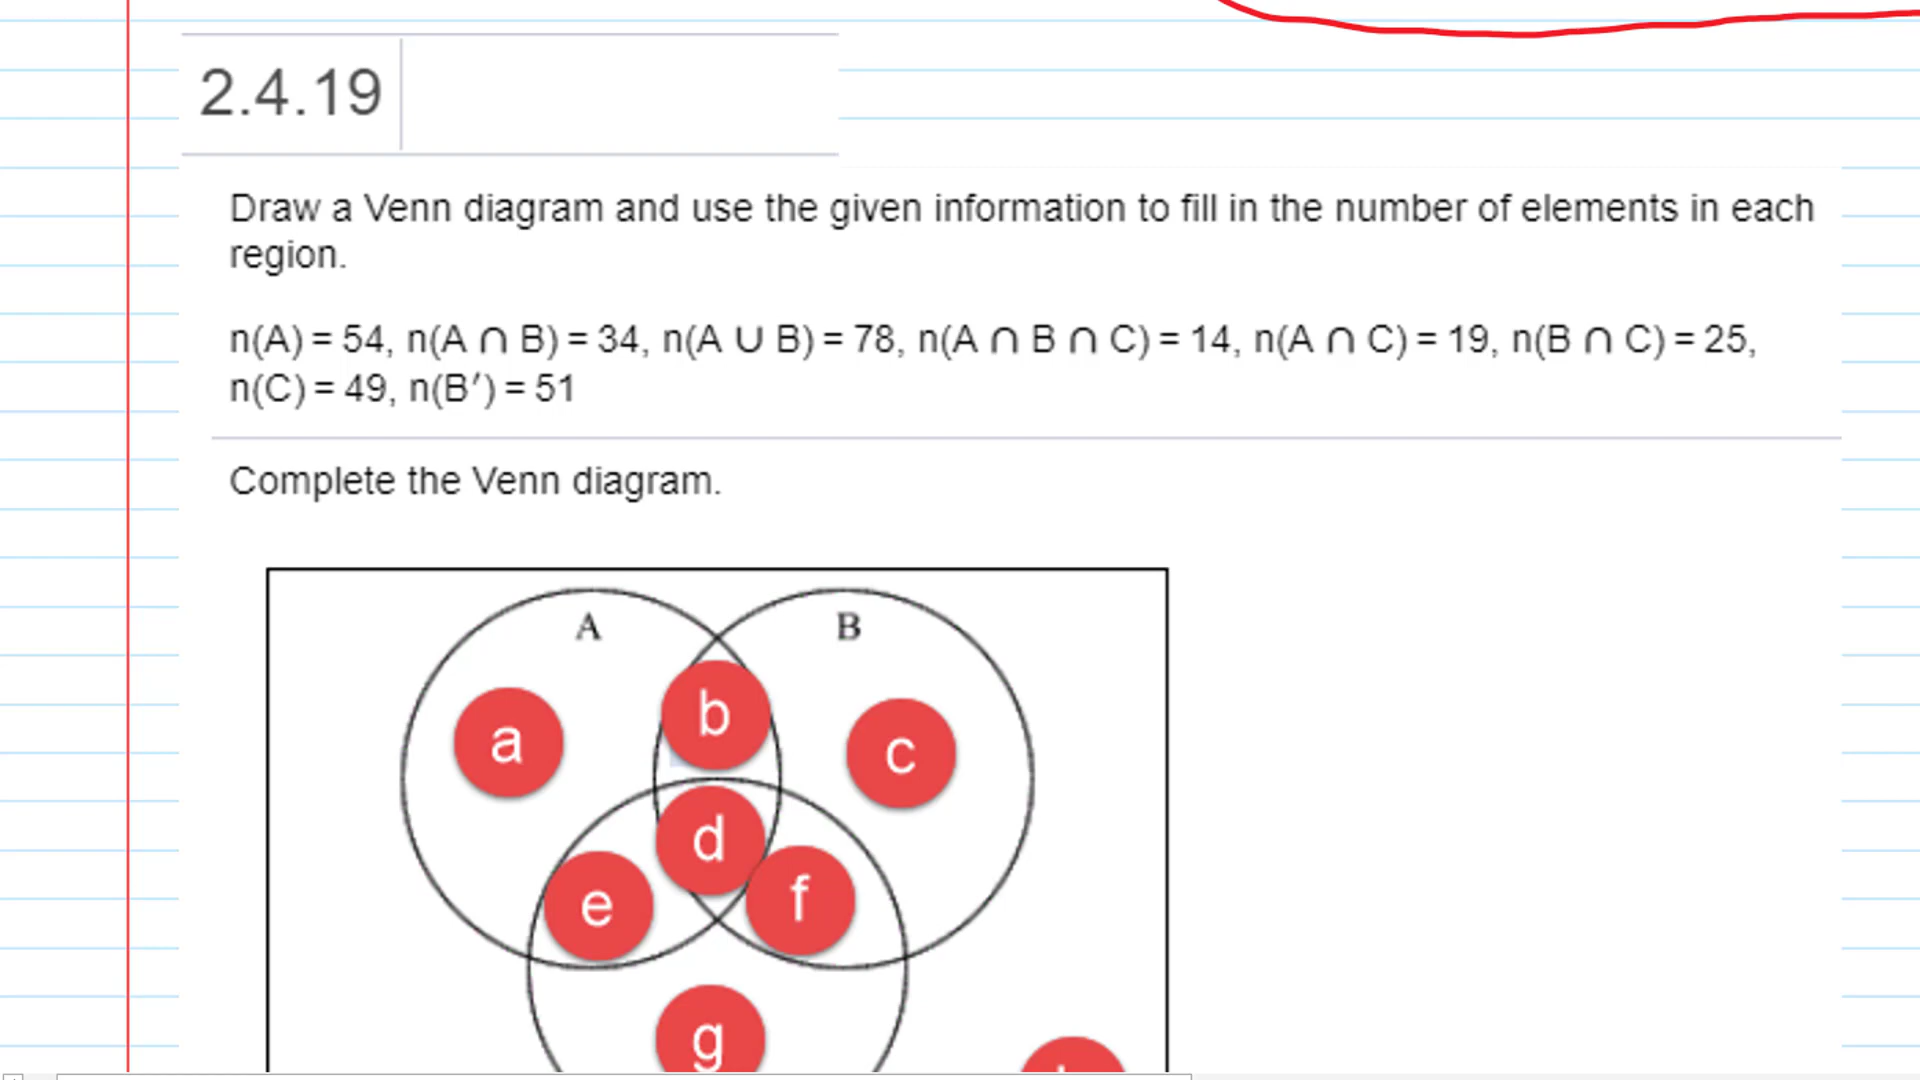 2.4.19
Draw a Venn diagram and use the given information to fill in the number of elements in each
region.
n(A) = 54, n(A ∩ B) = 34, n(A ∪ B) = 78, n(A ∩ B ∩ C) = 14, n(A ∩ C) = 19, n(B ∩ C) = 25,
n(C) = 49, n(B′) = 51
Complete the Venn diagram.
A
B
a
b
c
d
e
f
g